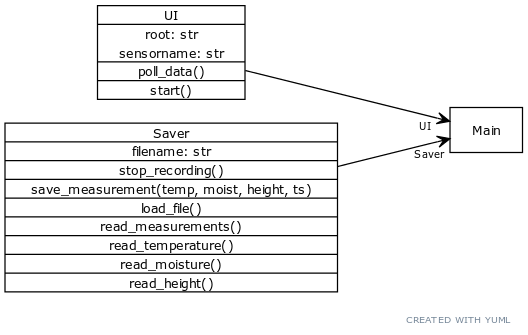 UI
root: str
sensorname: str
poll_data()
start()
UI
Main
Saver
Saver
filename: str
stop_recording()
save_measurement(temp, moist, height, ts)
load_file()
read_measurements()
read_temperature()
read_moisture()
read_height()
CREATED WITH YUML